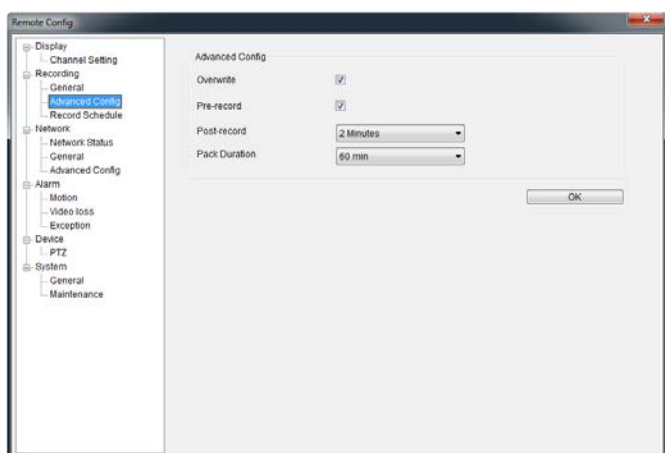 Remote Config
Display
Channel Setting
Recording
General
Advanced Config
Record Schedule
Network
Network Status
General
Advanced Config
Alarm
Motion
Video loss
Exception
Device
PTZ
System
General
Maintenance
Advanced Config
Overwrite
Pre-record
Post-record 2 Minutes
Pack Duration 60 min
OK